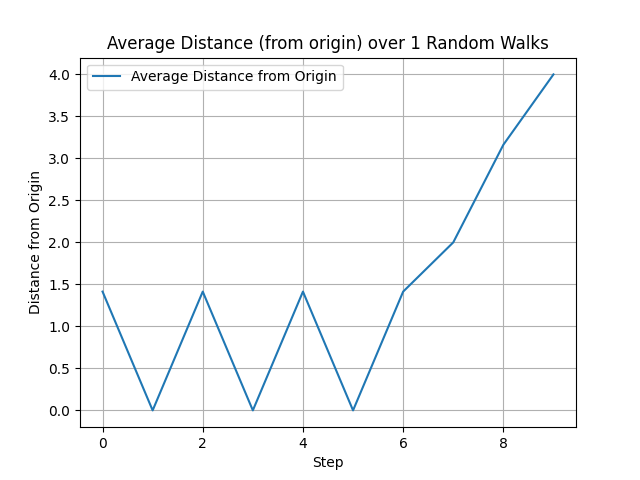 Average Distance (from origin) over 1 Random Walks
Average Distance from Origin
4.0
3.5
3.0
2.5
2.0
1.5
1.0
0.5
0.0
Distance from Origin
0 2 4 6 8
Step